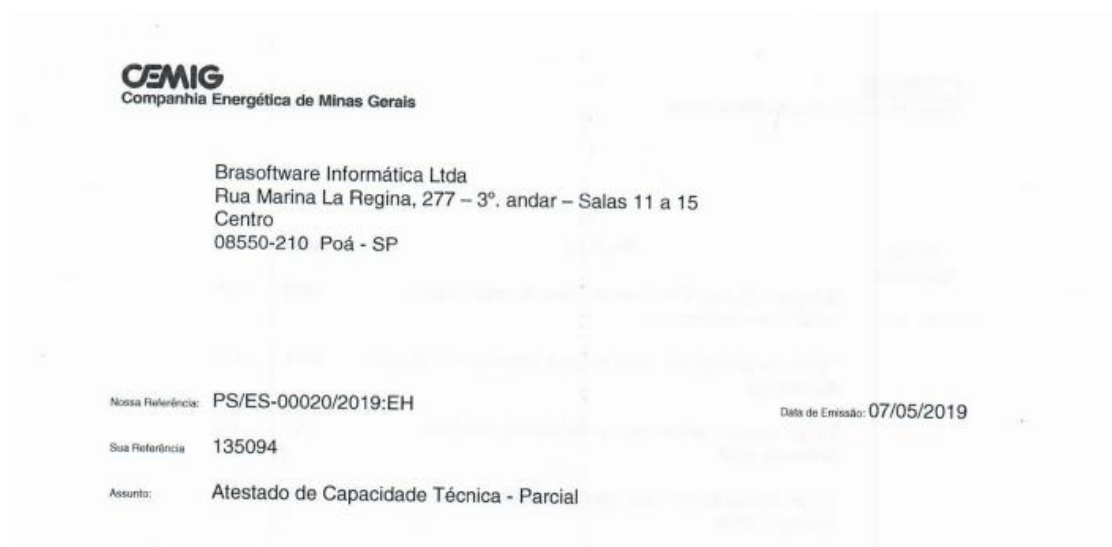 CEMIG
Companhia Energética de Minas Gerais
Brasoftware Informática Ltda
Rua Marina La Regina, 277 – 3º. andar – Salas 11 a 15
Centro
08550-210 Poá - SP
Nossa Referência: PS/ES-00020/2019:EH
Data de Emissão: 07/05/2019
Sua Referência 135094
Assunto: Atestado de Capacidade Técnica - Parcial